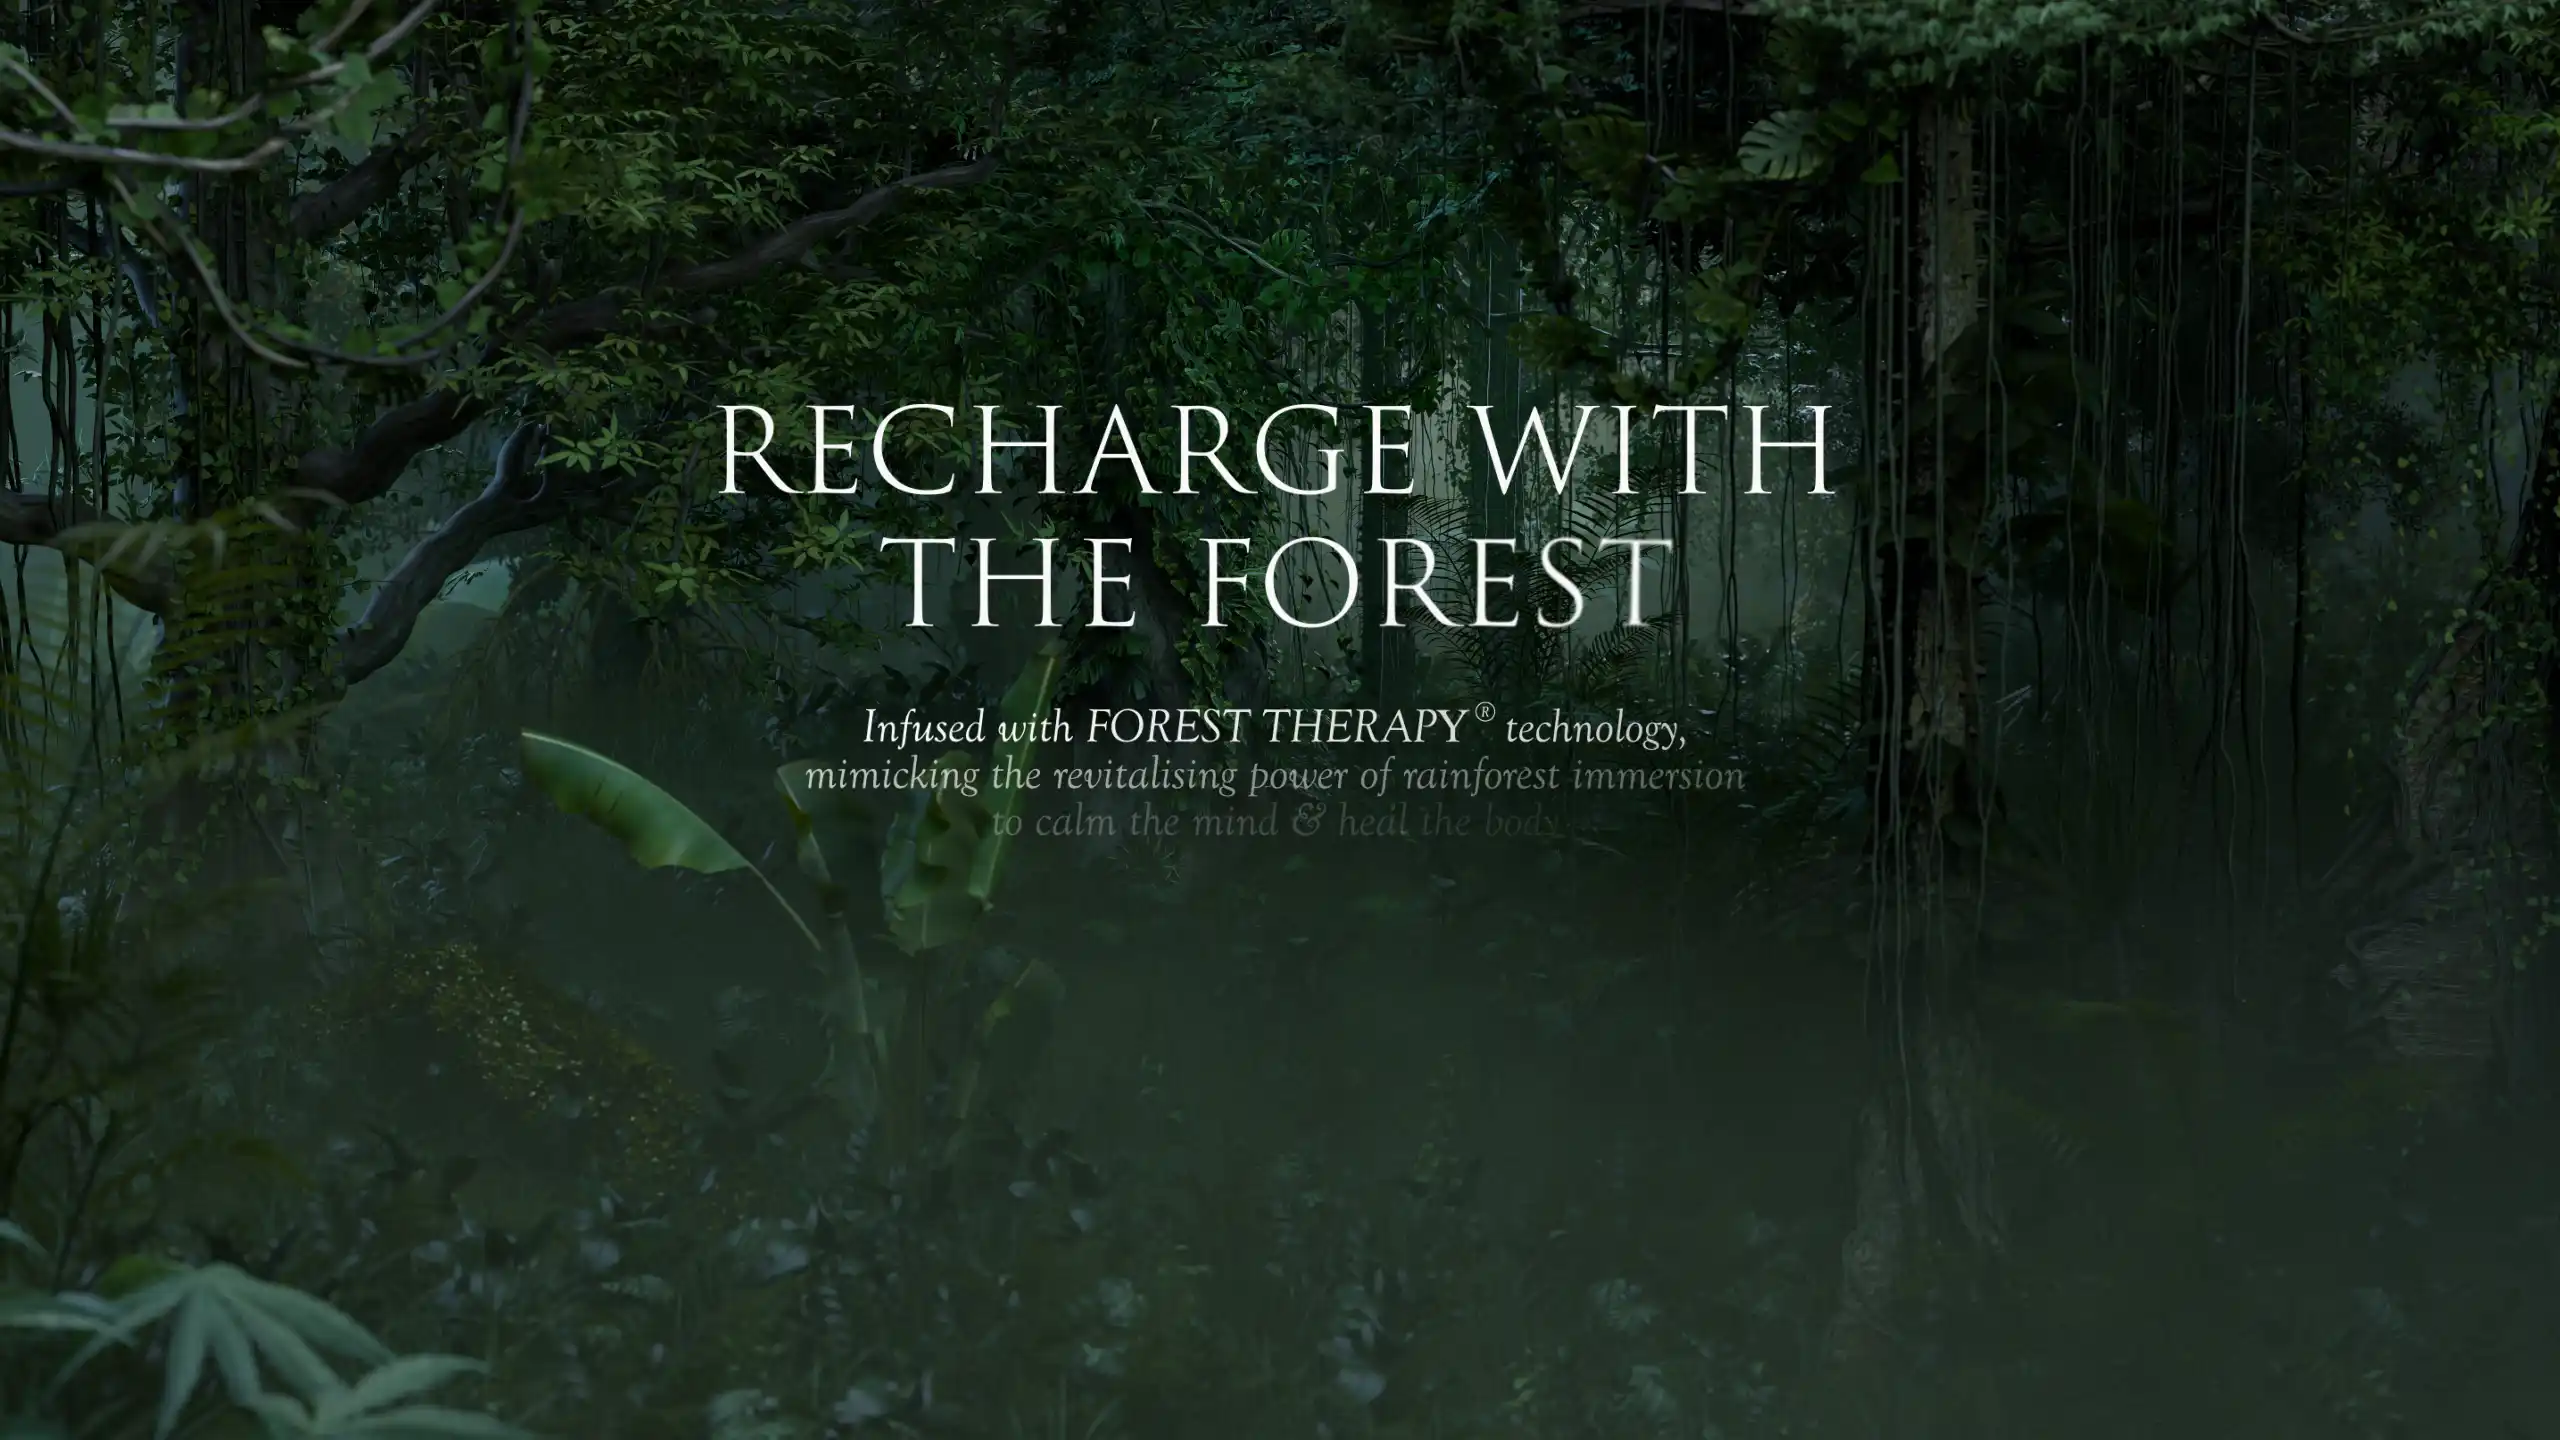 RECHARGE WITH
THE FOREST
Infused with FOREST THERAPY® technology,
mimicking the revitalising power of rainforest immersion
to calm the mind & heal the body